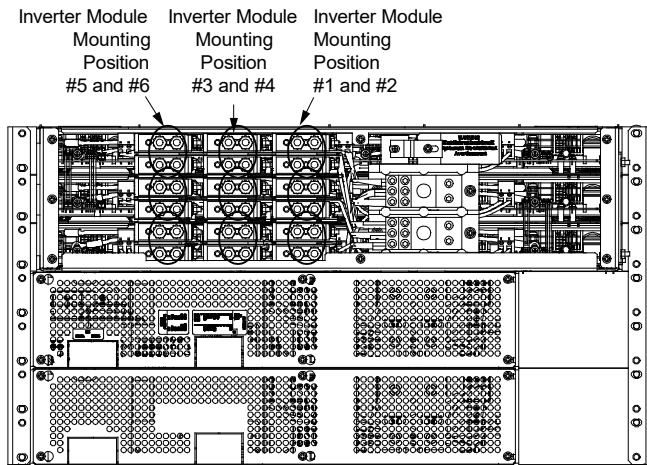 Inverter Module
Mounting
Position
#5 and #6
Inverter Module
Mounting
Position
#3 and #4
Inverter Module
Mounting
Position
#1 and #2